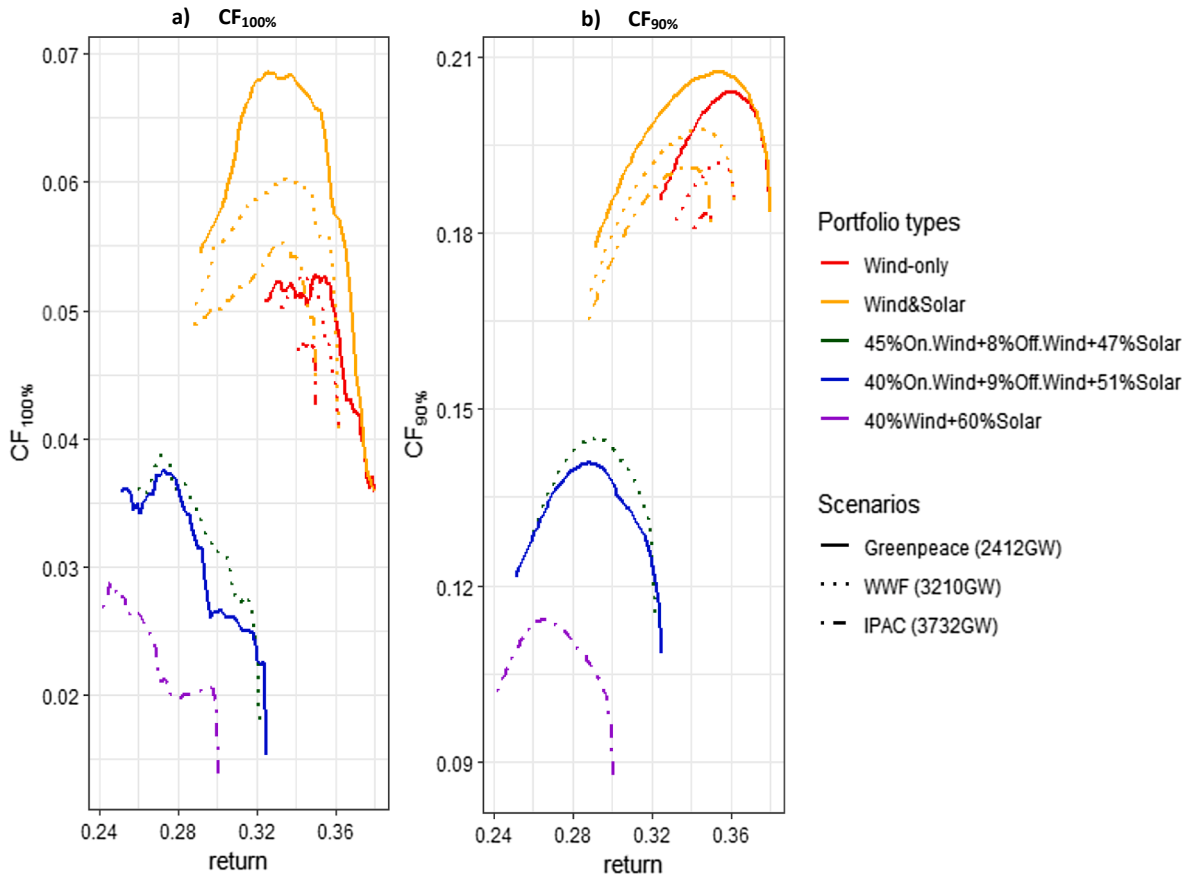 a) CF100%
b) CF90%
CF100%
0.07
0.06
0.05
0.04
0.03
0.02
0.24 0.28 0.32 0.36
return
CF90%
0.21
0.18
0.15
0.12
0.09
0.24 0.28 0.32 0.36
return
Portfolio types
Wind-only
Wind&Solar
45%On.Wind+8%Off.Wind+47%Solar
40%On.Wind+9%Off.Wind+51%Solar
40%Wind+60%Solar
Scenarios
Greenpeace (2412GW)
WWF (3210GW)
IPAC (3732GW)